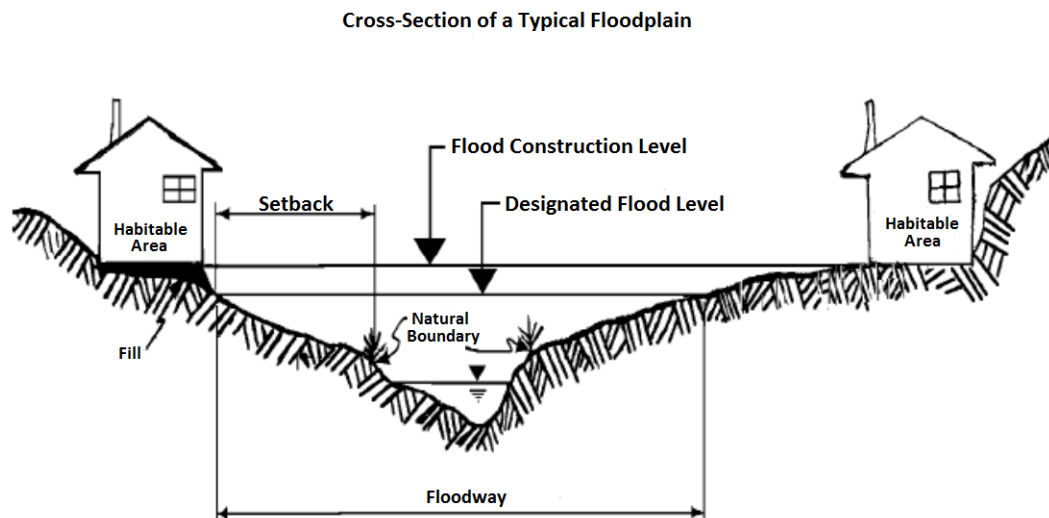 Cross-Section of a Typical Floodplain
Flood Construction Level
Setback
Designated Flood Level
Habitable
Area
Habitable
Area
Natural
Boundary
Fill
Floodway